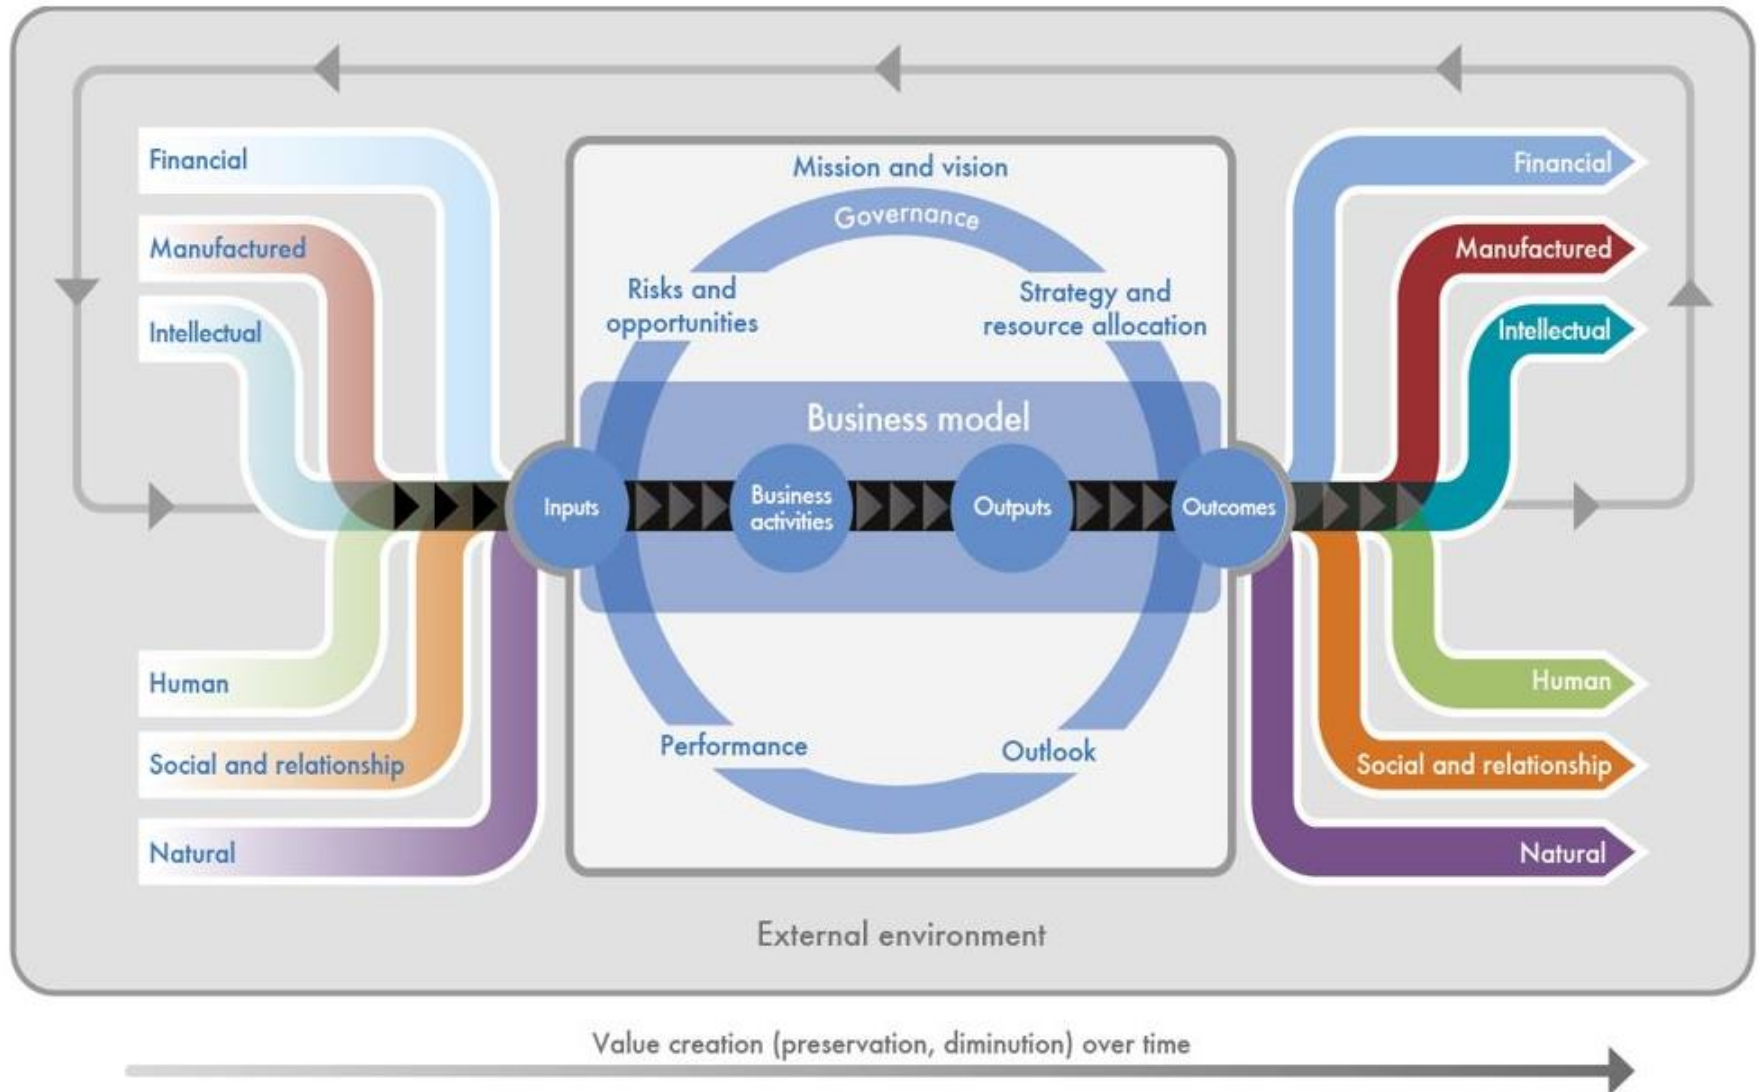 Financial
Manufactured
Intellectual
Human
Social and relationship
Natural
Mission and vision
Governance
Risks and
opportunities
Strategy and
resource allocation
Business model
Inputs
Business
activities
Outputs
Outcomes
Performance
Outlook
Financial
Manufactured
Intellectual
Human
Social and relationship
Natural
External environment
Value creation (preservation, diminution) over time